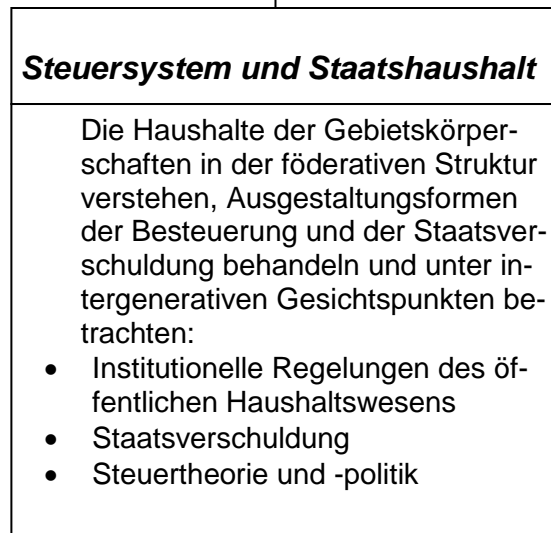 Steuersystem und Staatshaushalt
Die Haushalte der Gebietskörper-
schaften in der föderativen Struktur
verstehen, Ausgestaltungsformen
der Besteuerung und der Staatsver-
schuldung behandeln und unter in-
tergenerativen Gesichtspunkten be-
trachten:
• Institutionelle Regelungen des öf-
fentlichen Haushaltswesens
• Staatsverschuldung
• Steuertheorie und -politik